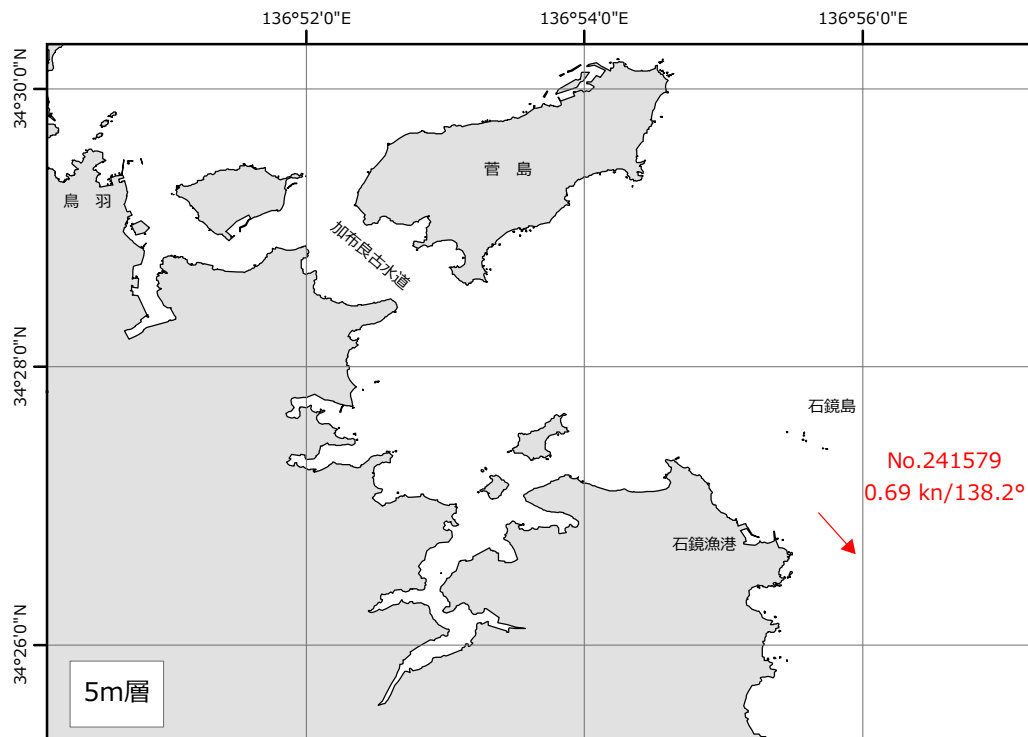 136°52'0"E
136°54'0"E
136°56'0"E
34°30'0"N
菅　島
鳥　羽
加布良古水道
34°28'0"N
石鏡島
No.241579
0.69 kn/138.2°
石鏡漁港
34°26'0"N
5m層